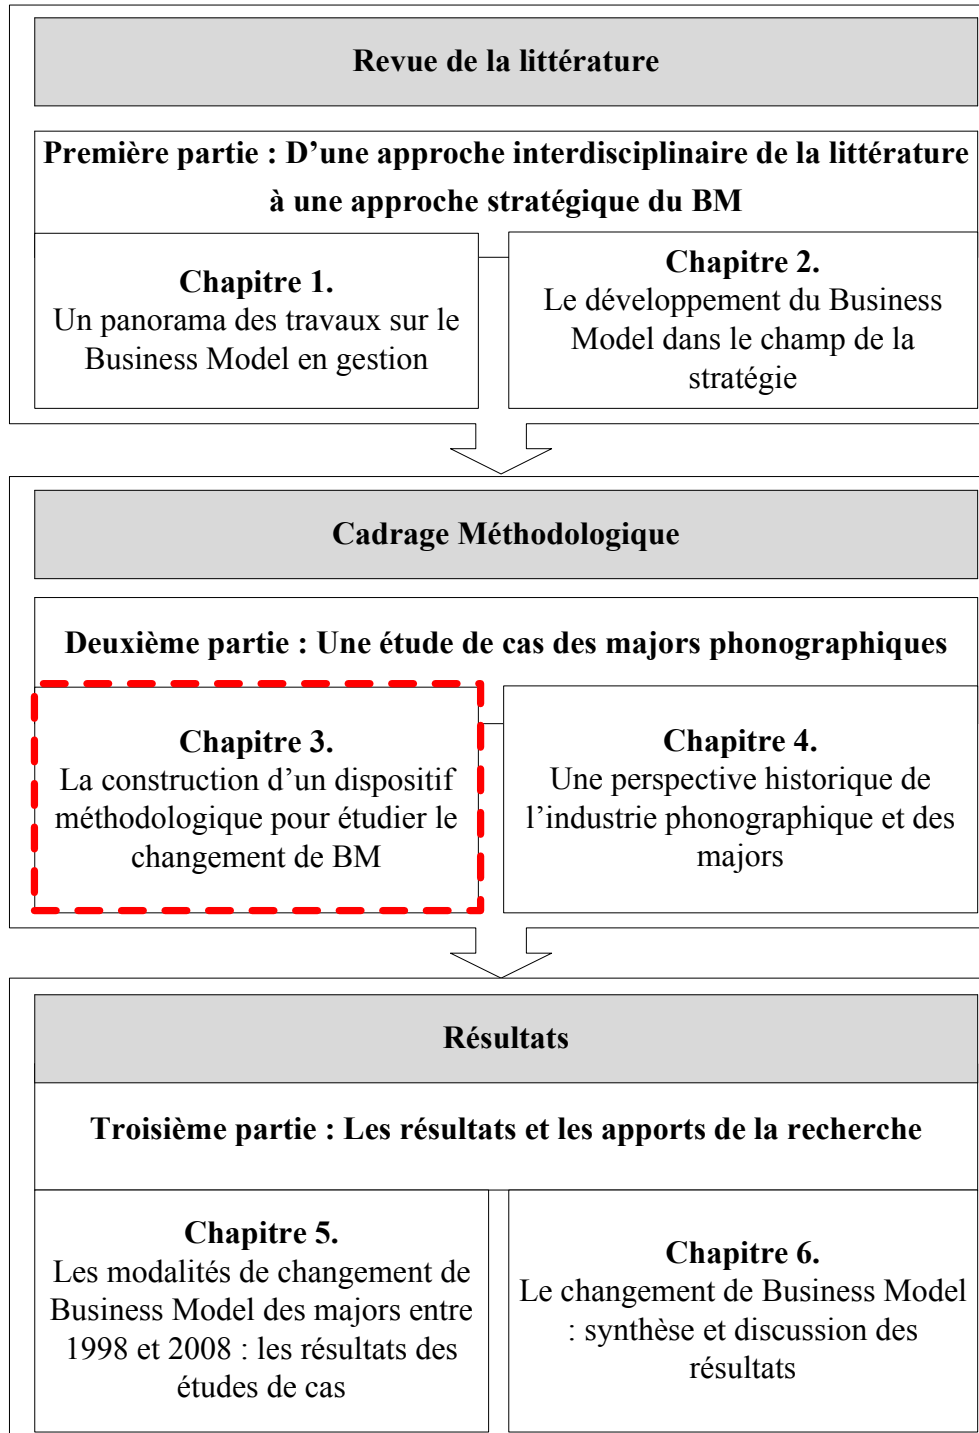 Revue de la littérature
Première partie : D’une approche interdisciplinaire de la littérature
à une approche stratégique du BM
Chapitre 1.
Un panorama des travaux sur le
Business Model en gestion
Chapitre 2.
Le développement du Business
Model dans le champ de la
stratégie
Cadrage Méthodologique
Deuxième partie : Une étude de cas des majors phonographiques
Chapitre 3.
La construction d’un dispositif
méthodologique pour étudier le
changement de BM
Chapitre 4.
Une perspective historique de
l’industrie phonographique et des
majors
Résultats
Troisième partie : Les résultats et les apports de la recherche
Chapitre 5.
Les modalités de changement de
Business Model des majors entre
1998 et 2008 : les résultats des
études de cas
Chapitre 6.
Le changement de Business Model
: synthèse et discussion des
résultats